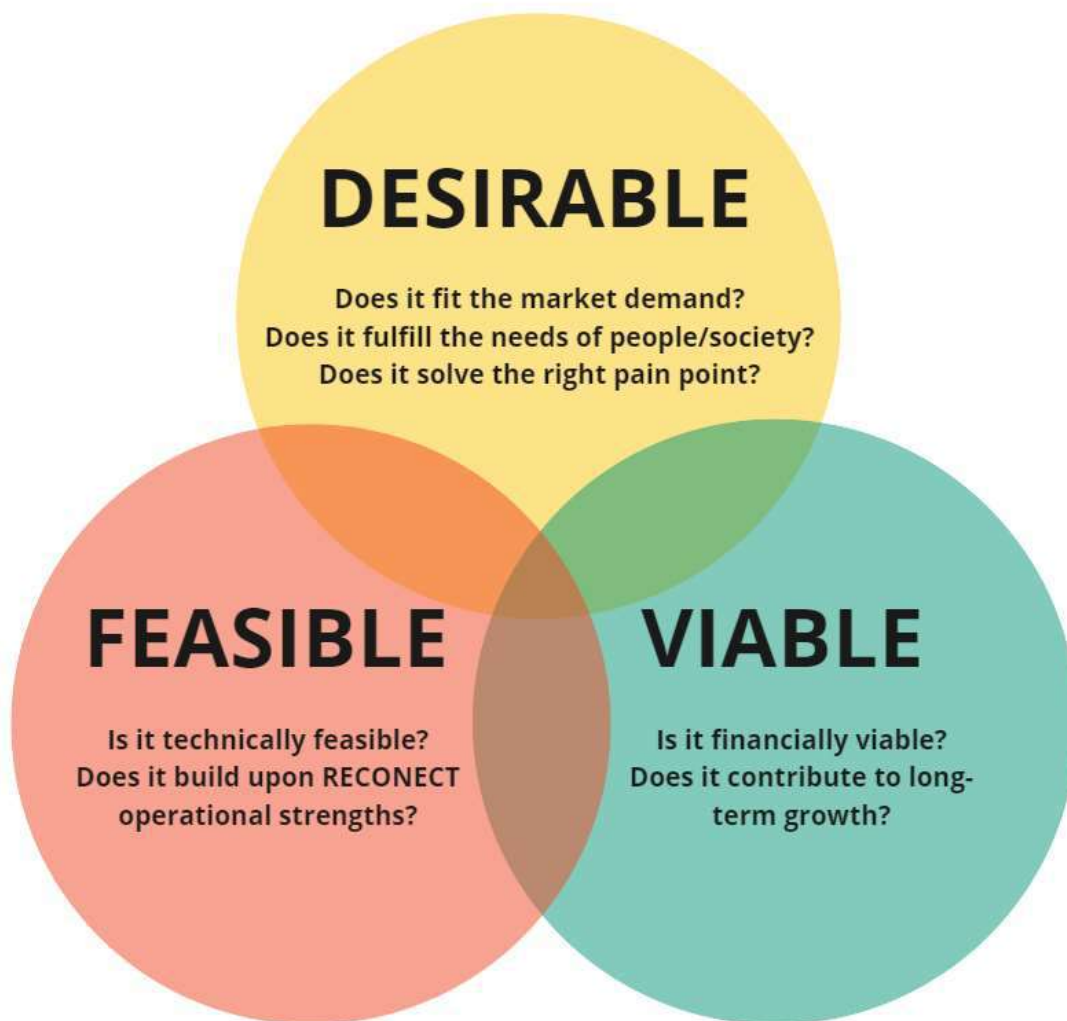 DESIRABLE
Does it fit the market demand?
Does it fulfill the needs of people/society?
Does it solve the right pain point?
FEASIBLE
Is it technically feasible?
Does it build upon RECONECT
operational strengths?
VIABLE
Is it financially viable?
Does it contribute to long-
term growth?